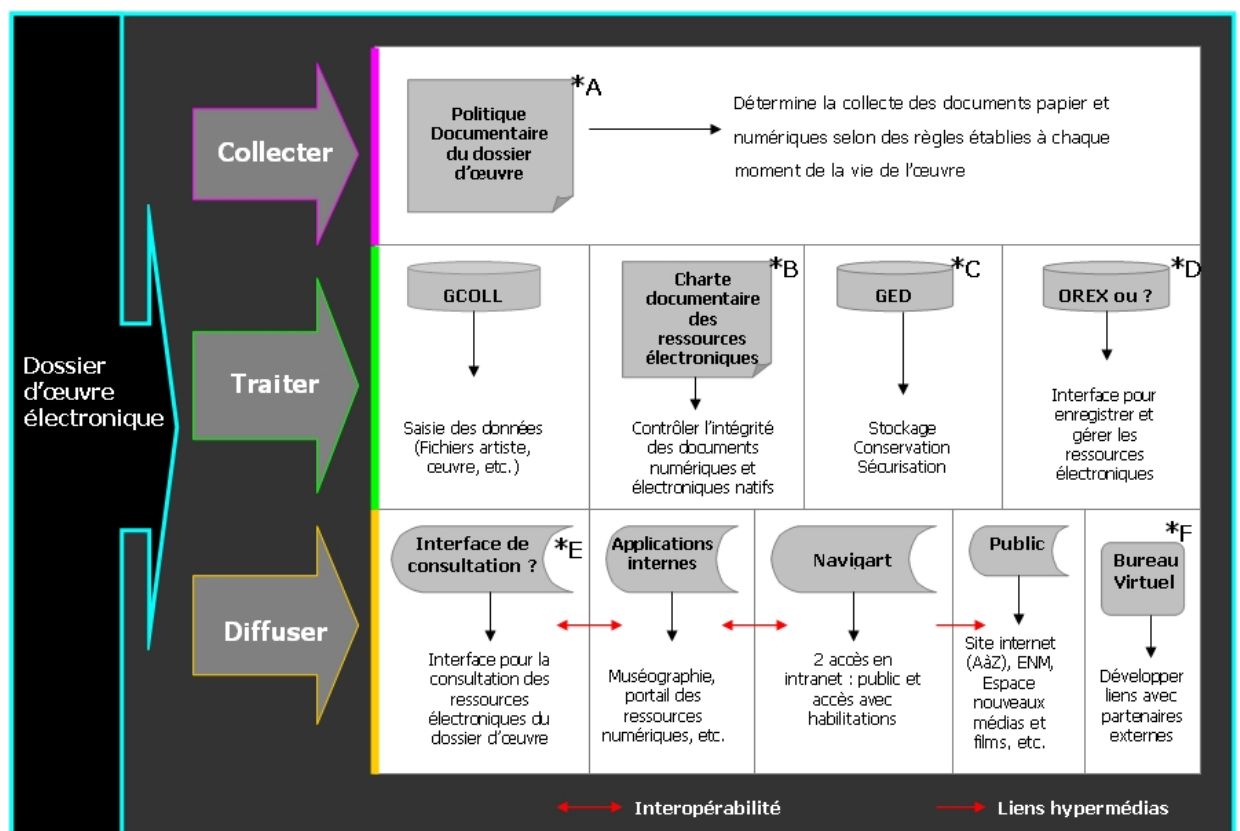 Dossier
d'œuvre
électronique
Collecter
*A
Politique
Documentaire
du dossier
d'œuvre
Détermine la collecte des documents papier et
numériques selon des règles établies à chaque
moment de la vie de l'œuvre
Traiter
GCOLL
Saisie des données
(Fichiers artiste,
œuvre, etc.)
*B
Charte
documentaire
des
ressources
électroniques
Contrôler l'intégrité
des documents
numériques et
électroniques natifs
*C
GED
Stockage
Conservation
Sécurisation
*D
OREX ou ?
Interface pour
enregistrer et
gérer les
ressources
électroniques
Diffuser
Interface de
consultation ?
*E
Interface pour la
consultation des
ressources
électroniques du
dossier d'œuvre
Applications
internes
Muséographie,
portail des
ressources
numériques, etc.
Navigart
2 accès en
intranet : public et
accès avec
habilitations
Public
Site internet
(AàZ), ENM,
Espace
nouveaux
médias et
films, etc.
*F
Bureau
Virtuel
Développer
liens avec
partenaires
externes
Interopérabilité
Liens hypermédias